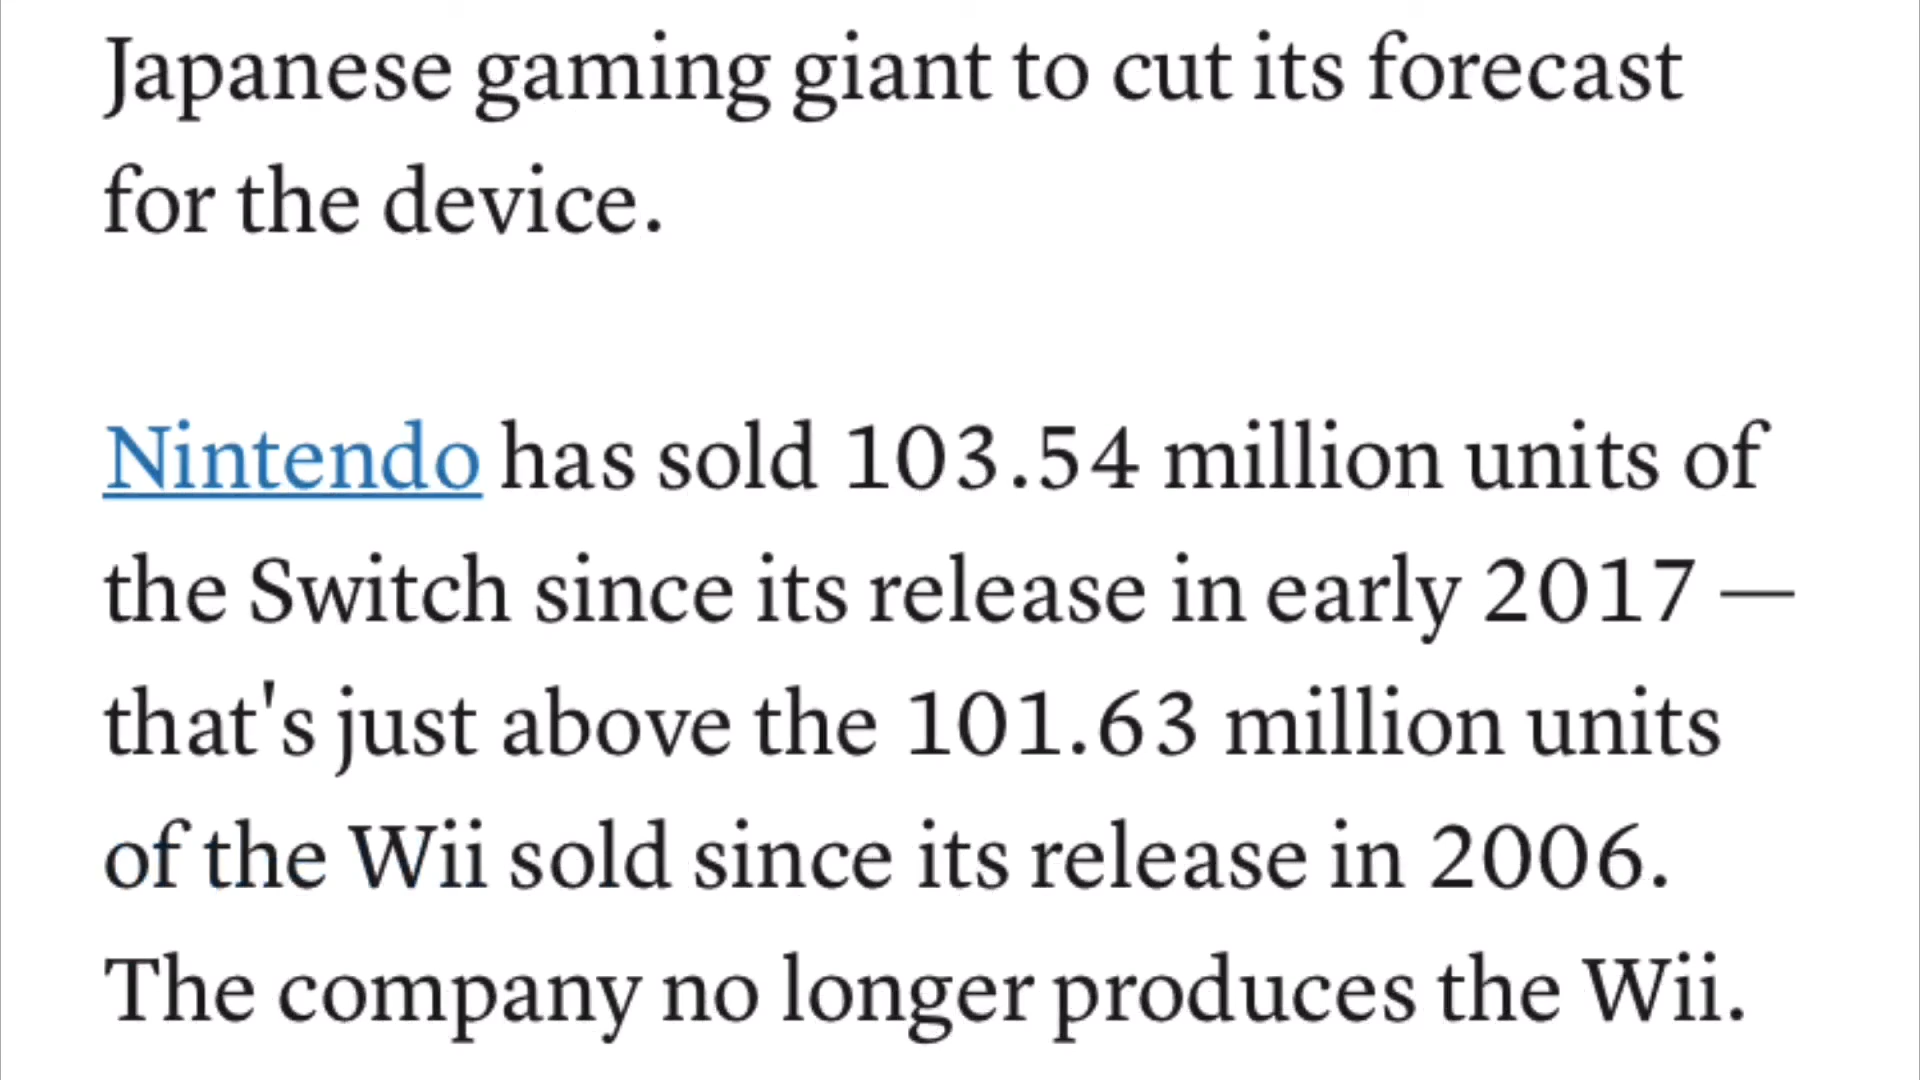 Japanese gaming giant to cut its forecast
for the device.
Nintendo has sold 103.54 million units of
the Switch since its release in early 2017 —
that's just above the 101.63 million units
of the Wii sold since its release in 2006.
The company no longer produces the Wii.